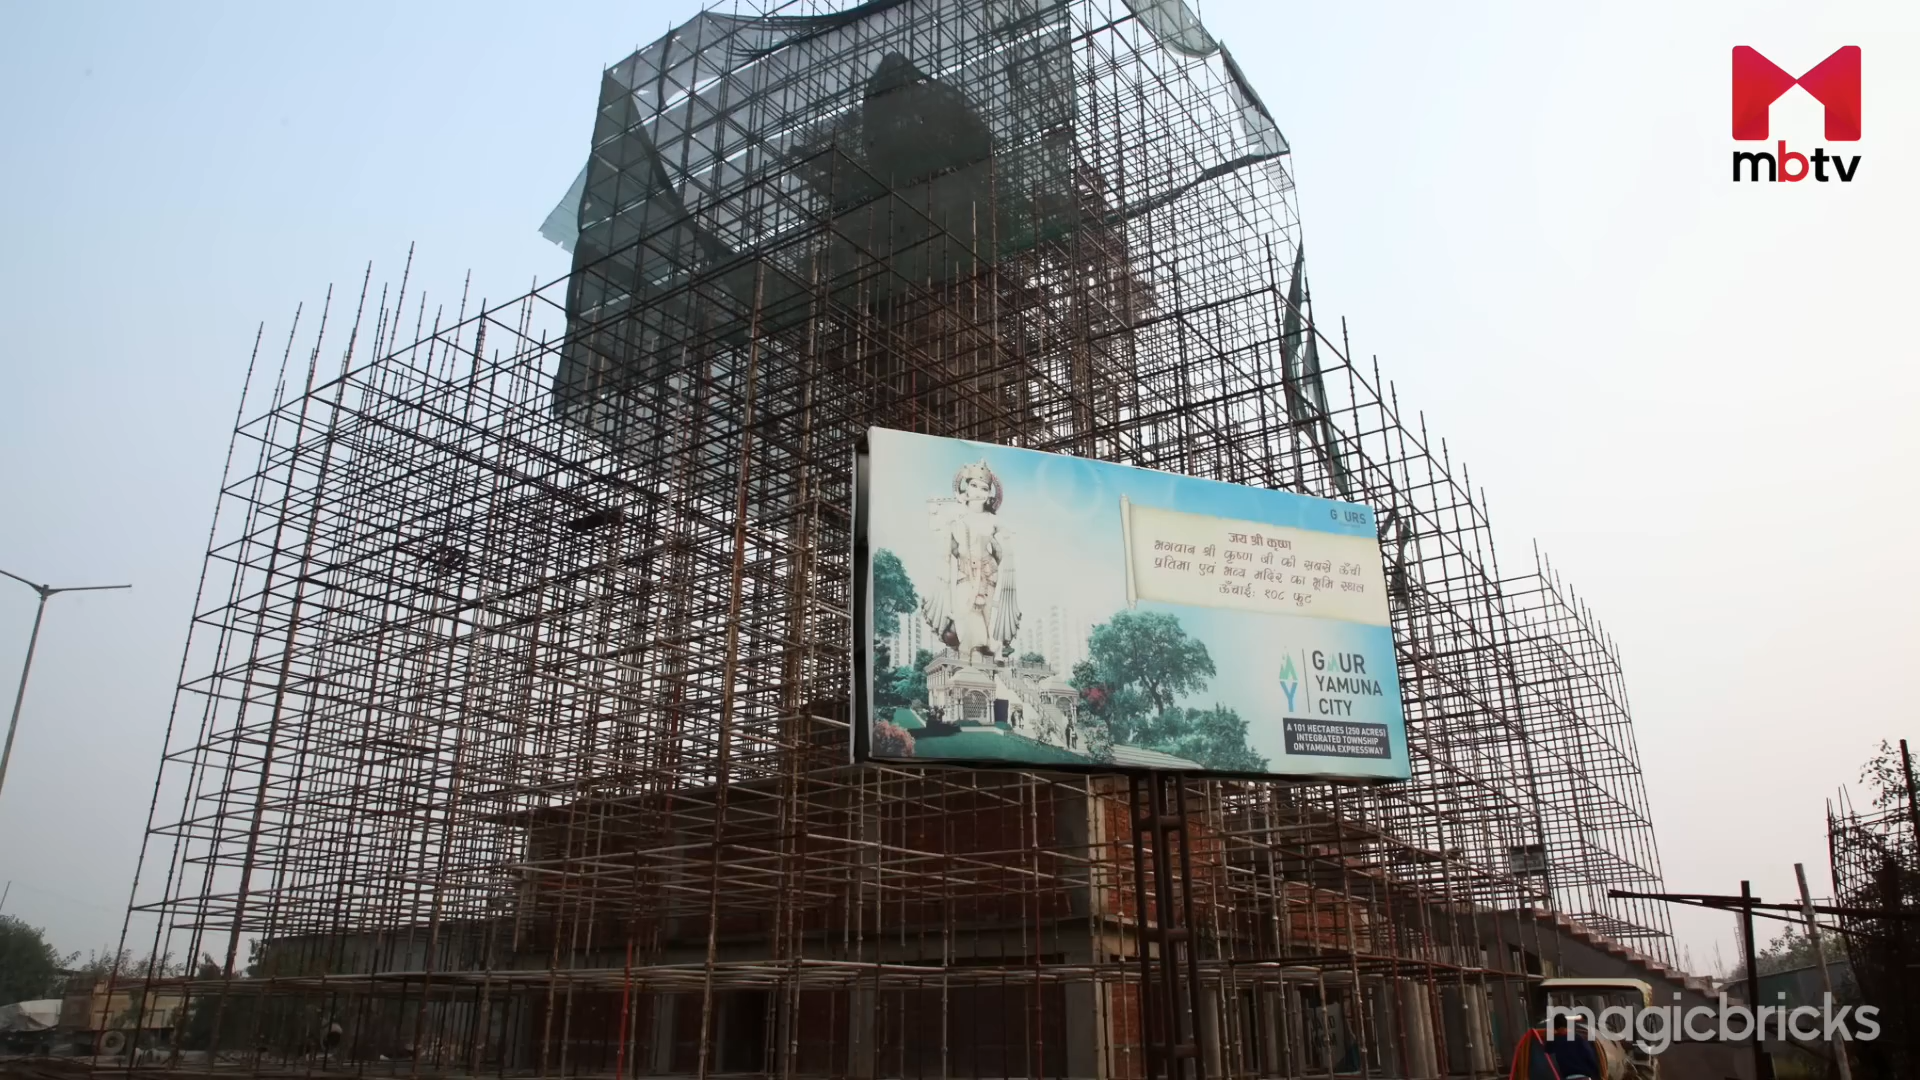 mbtv
GAURS
जय श्री कृष्ण
भगवान श्री कृष्ण जी की सबसे ऊँची
प्रतिमा एवं भव्य मंदिर का भूमि स्थल
ऊँचाई: १०८ फुट
GAUR
YAMUNA
CITY
A 101 HECTARES (250 ACRES)
INTEGRATED TOWNSHIP
ON YAMUNA EXPRESSWAY
magicbricks